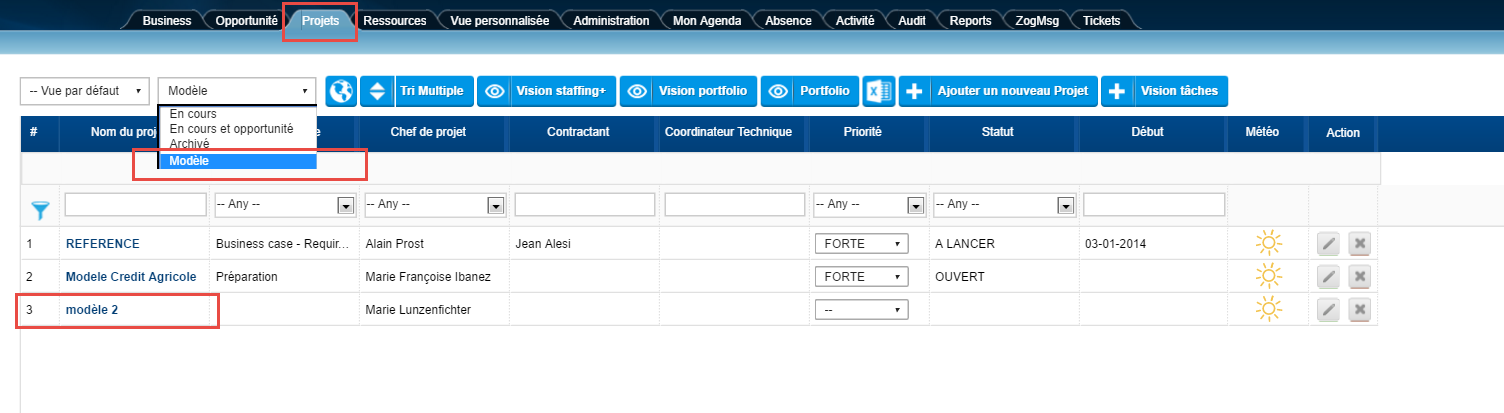 Business Opportunité Projets Ressources Vue personnalisée Administration Mon Agenda Absence Activité Audit Reports ZogMsg Tickets
-- Vue par défaut Modèle Tri Multiple Vision staffing+ Vision portfolio Portfolio Ajouter un nouveau Projet Vision tâches
En cours
En cours et opportunité
Archivé
Modèle
# Nom du proj e Chef de projet Contractant Coordinateur Technique Priorité Statut Début Météo Action
-- Any -- -- Any -- -- Any -- -- Any --
1 REFERENCE Business case - Requir... Alain Prost Jean Alesi FORTE A LANCER 03-01-2014
2 Modele Credit Agricole Préparation Marie Françoise Ibanez FORTE OUVERT
3 modèle 2 Marie Lunzenfichter --